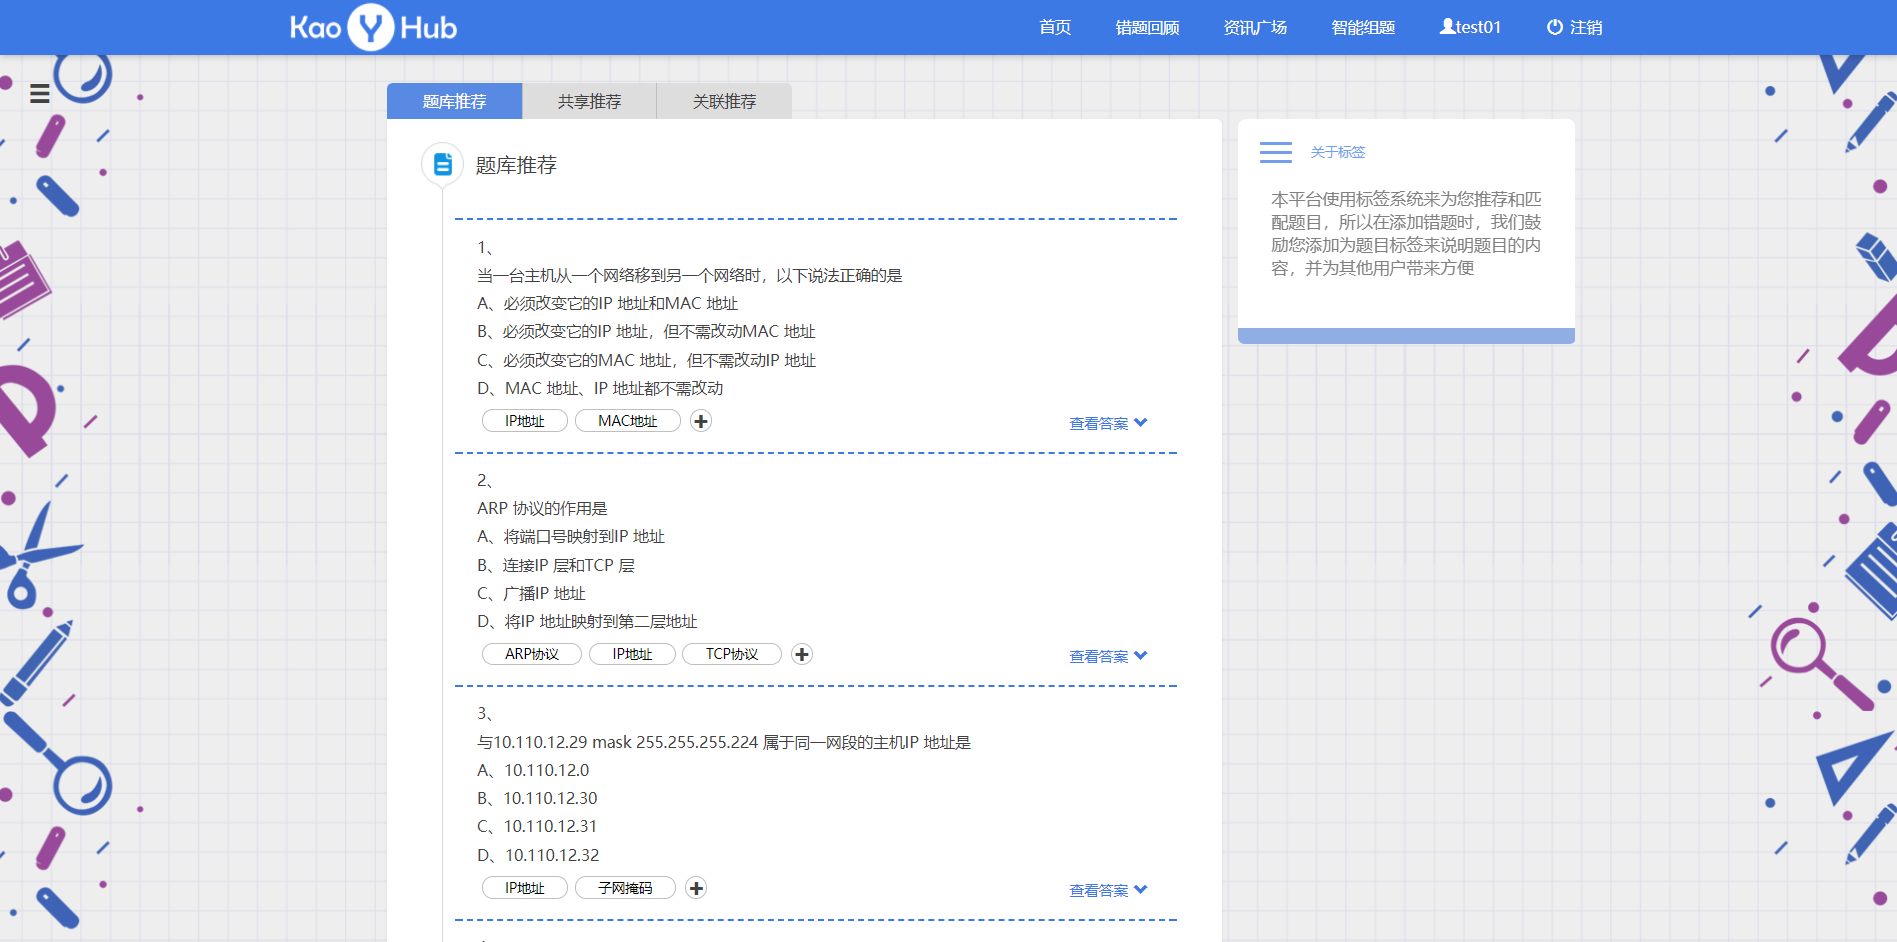 Kao Y Hub
首页 错题回顾 资讯广场 智能组题 test01 注销
题库推荐 共享推荐 关联推荐
题库推荐
1、
当一台主机从一个网络移到另一个网络时，以下说法正确的是
A、必须改变它的IP 地址和MAC 地址
B、必须改变它的IP 地址，但不需改动MAC 地址
C、必须改变它的MAC 地址，但不需改动IP 地址
D、MAC 地址、IP 地址都不需改动
IP地址 MAC地址 查看答案
2、
ARP 协议的作用是
A、将端口号映射到IP 地址
B、连接IP 层和TCP 层
C、广播IP 地址
D、将IP 地址映射到第二层地址
ARP协议 IP地址 TCP协议 查看答案
3、
与10.110.12.29 mask 255.255.255.224 属于同一网段的主机IP 地址是
A、10.110.12.0
B、10.110.12.30
C、10.110.12.31
D、10.110.12.32
IP地址 子网掩码 查看答案
关于标签
本平台使用标签系统来为您推荐和匹
配题目，所以在添加错题时，我们鼓
励您添加为题目标签来说明题目的内
容，并为其他用户带来方便